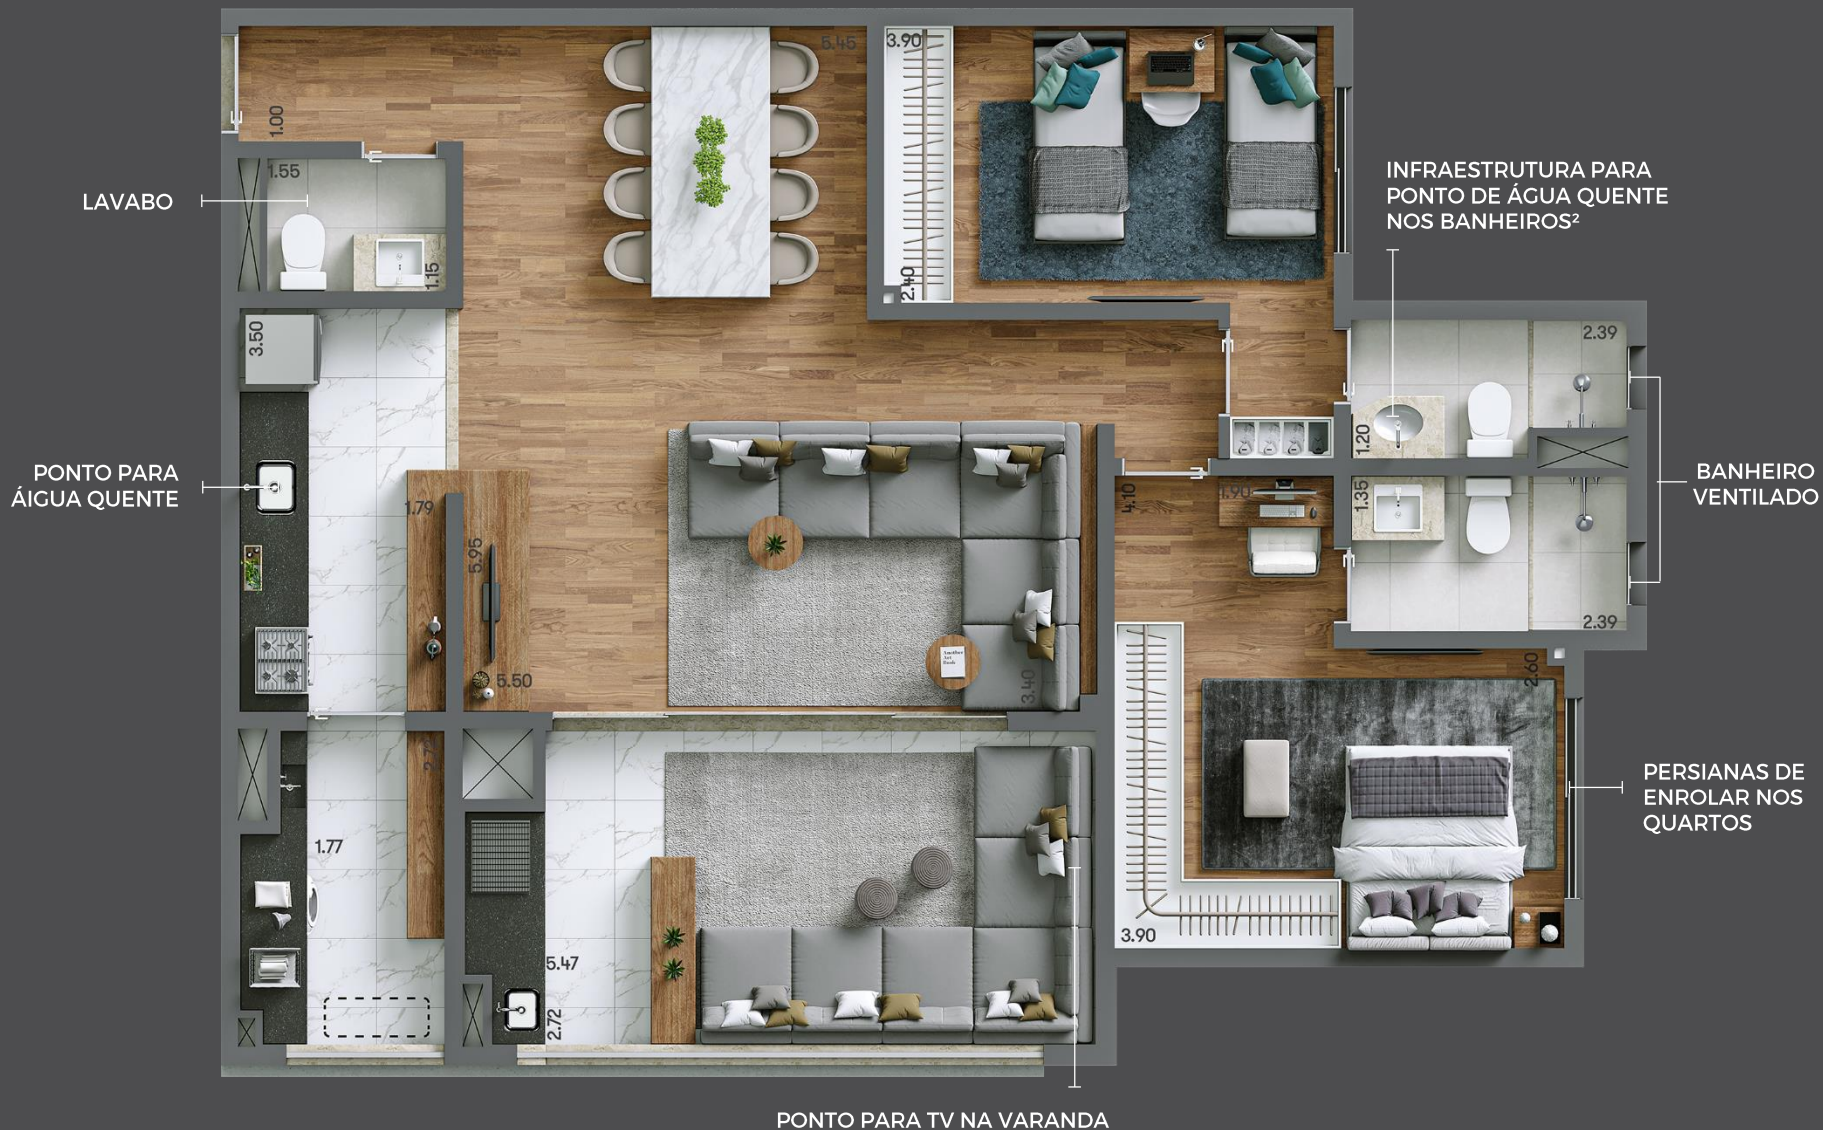 5.45
3.90
1.00
1.55
LAVABO
1.15
2.40
INFRAESTRUTURA PARA
PONTO DE ÁGUA QUENTE
NOS BANHEIROS²
3.50
2.39
1.20
PONTO PARA
ÁIGUA QUENTE
1.79
5.95
5.50
3.40
4.10
1.90
1.35
BANHEIRO
VENTILADO
2.39
2.60
1.77
5.47
2.72
3.90
PERSIANAS DE
ENROLAR NOS
QUARTOS
PONTO PARA TV NA VARANDA